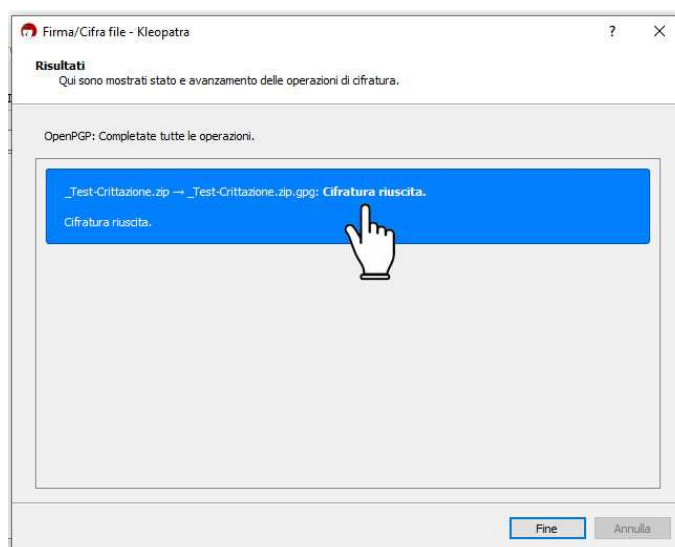 Firma/Cifra file - Kleopatra
Risultati
Qui sono mostrati stato e avanzamento delle operazioni di cifratura.
OpenPGP: Completate tutte le operazioni.
_Test-Crittazione.zip → _Test-Crittazione.zip.gpg: Cifratura riuscita.
Cifratura riuscita.
Fine Annulla